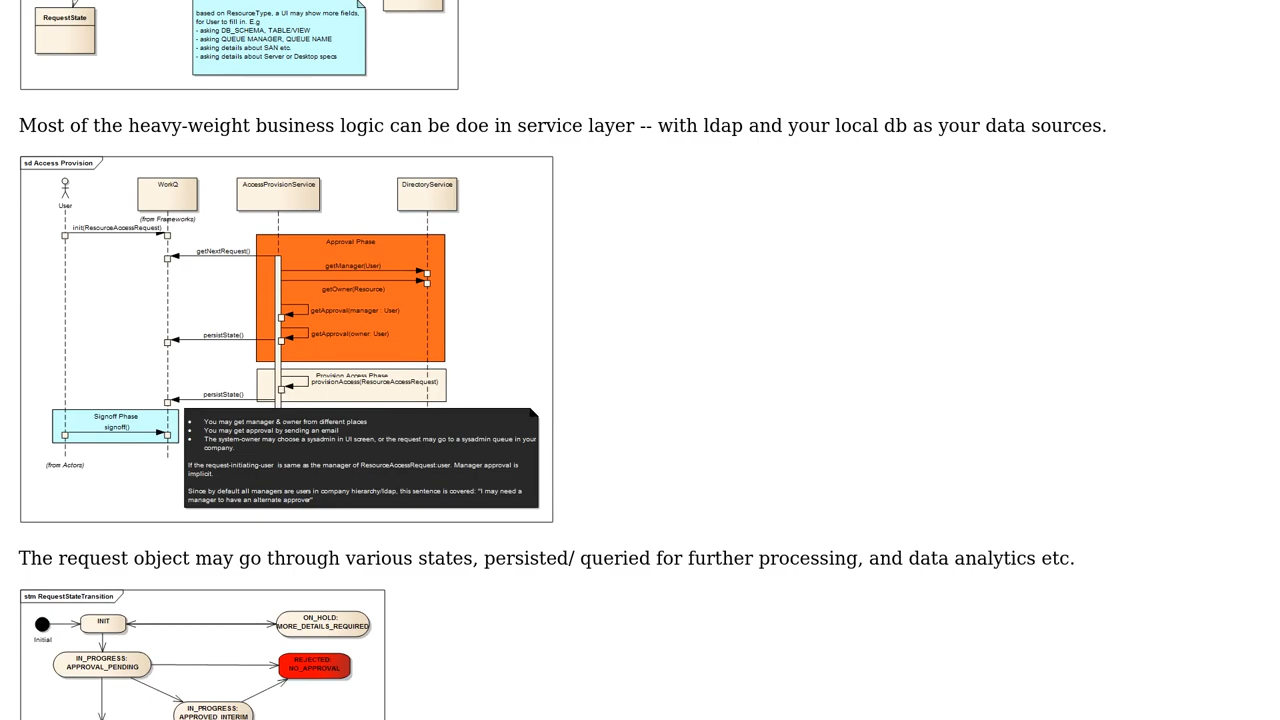 RequestState
based on ResourceType, a UI may show more fields,
for User to fill in. E.g
- asking DB_SCHEMA, TABLE/VIEW
- asking QUEUE MANAGER, QUEUE NAME
- asking details about SAN etc.
- asking details about Server or Desktop specs
Most of the heavy-weight business logic can be doe in service layer -- with ldap and your local db as your data sources.
sd Access Provision
User
WorkQ
AccessProvisionService
DirectoryService
(from Frameworks)
init(ResourceAccessRequest)
Approval Phase
getNextRequest()
getManager(User)
getOwner(Resource)
getApproval(manager : User)
persistState()
getApproval(owner: User)
Provision Access Phase
provisionAccess(ResourceAccessRequest)
persistState()
Signoff Phase
signoff()
(from Actors)
• You may get manager & owner from different places
• You may get approval by sending an email
• The system-owner may choose a sysadmin in UI screen, or the request may go to a sysadmin queue in your
company.
If the request-initiating-user is same as the manager of ResourceAccessRequest:user. Manager approval is
implicit.
Since by default all managers are users in company hierarchy/ldap, this sentence is covered: "I may need a
manager to have an alternate approver"
The request object may go through various states, persisted/ queried for further processing, and data analytics etc.
stm RequestStateTransition
Initial
INIT
ON_HOLD:
MORE_DETAILS_REQUIRED
IN_PROGRESS:
APPROVAL_PENDING
REJECTED:
NO_APPROVAL
IN_PROGRESS:
APPROVED_INTERIM